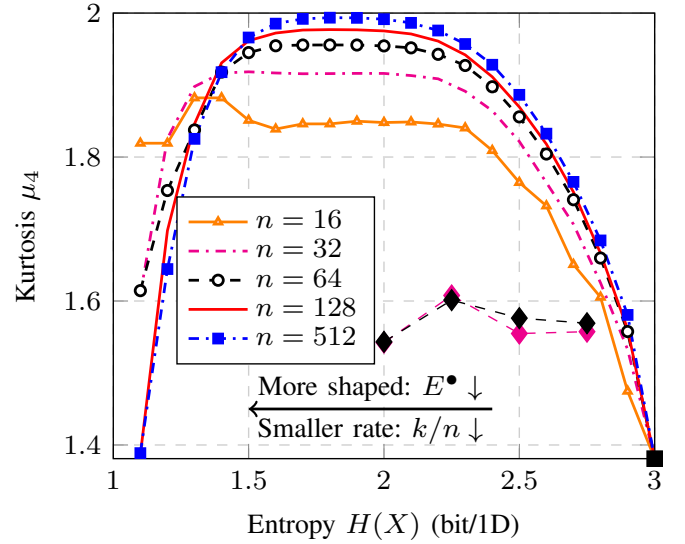 2
1.8
1.6
1.4
Kurtosis μ₄
n = 16
n = 32
n = 64
n = 128
n = 512
More shaped: E• ↓
Smaller rate: k/n ↓
1 1.5 2 2.5 3
Entropy H(X) (bit/1D)